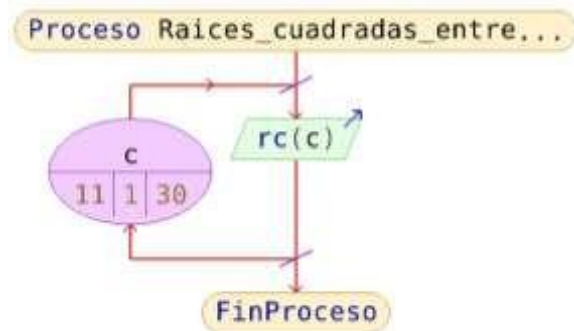 Proceso Raices_cuadradas_entre...
c
11 1 30
rc(c)
FinProceso